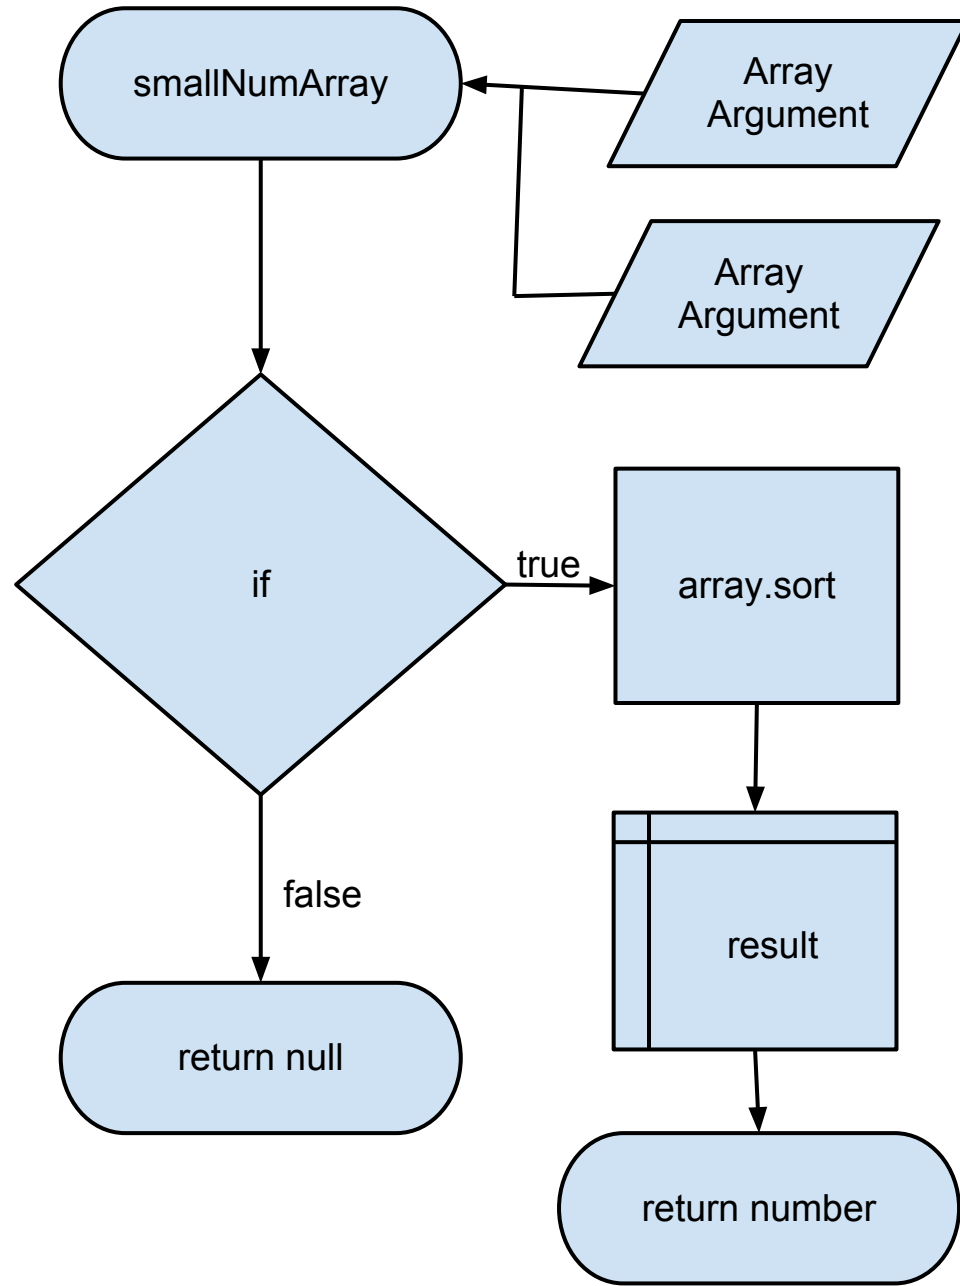 smallNumArray
Array
Argument
Array
Argument
if
true
array.sort
false
result
return null
return number